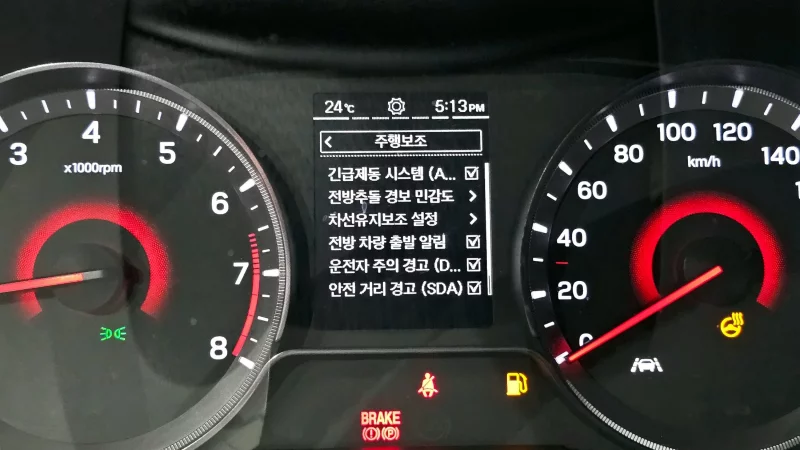 24℃ 5:13PM
주행보조
긴급제동 시스템 (A...
전방추돌 경보 민감도
차선유지보조 설정
전방 차량 출발 알림
운전자 주의 경고 (D...
안전 거리 경고 (SDA)
3 4 5 6 7 8
x1000rpm
0 20 40 60 80 100 120 140
km/h
BRAKE
(!) (P)